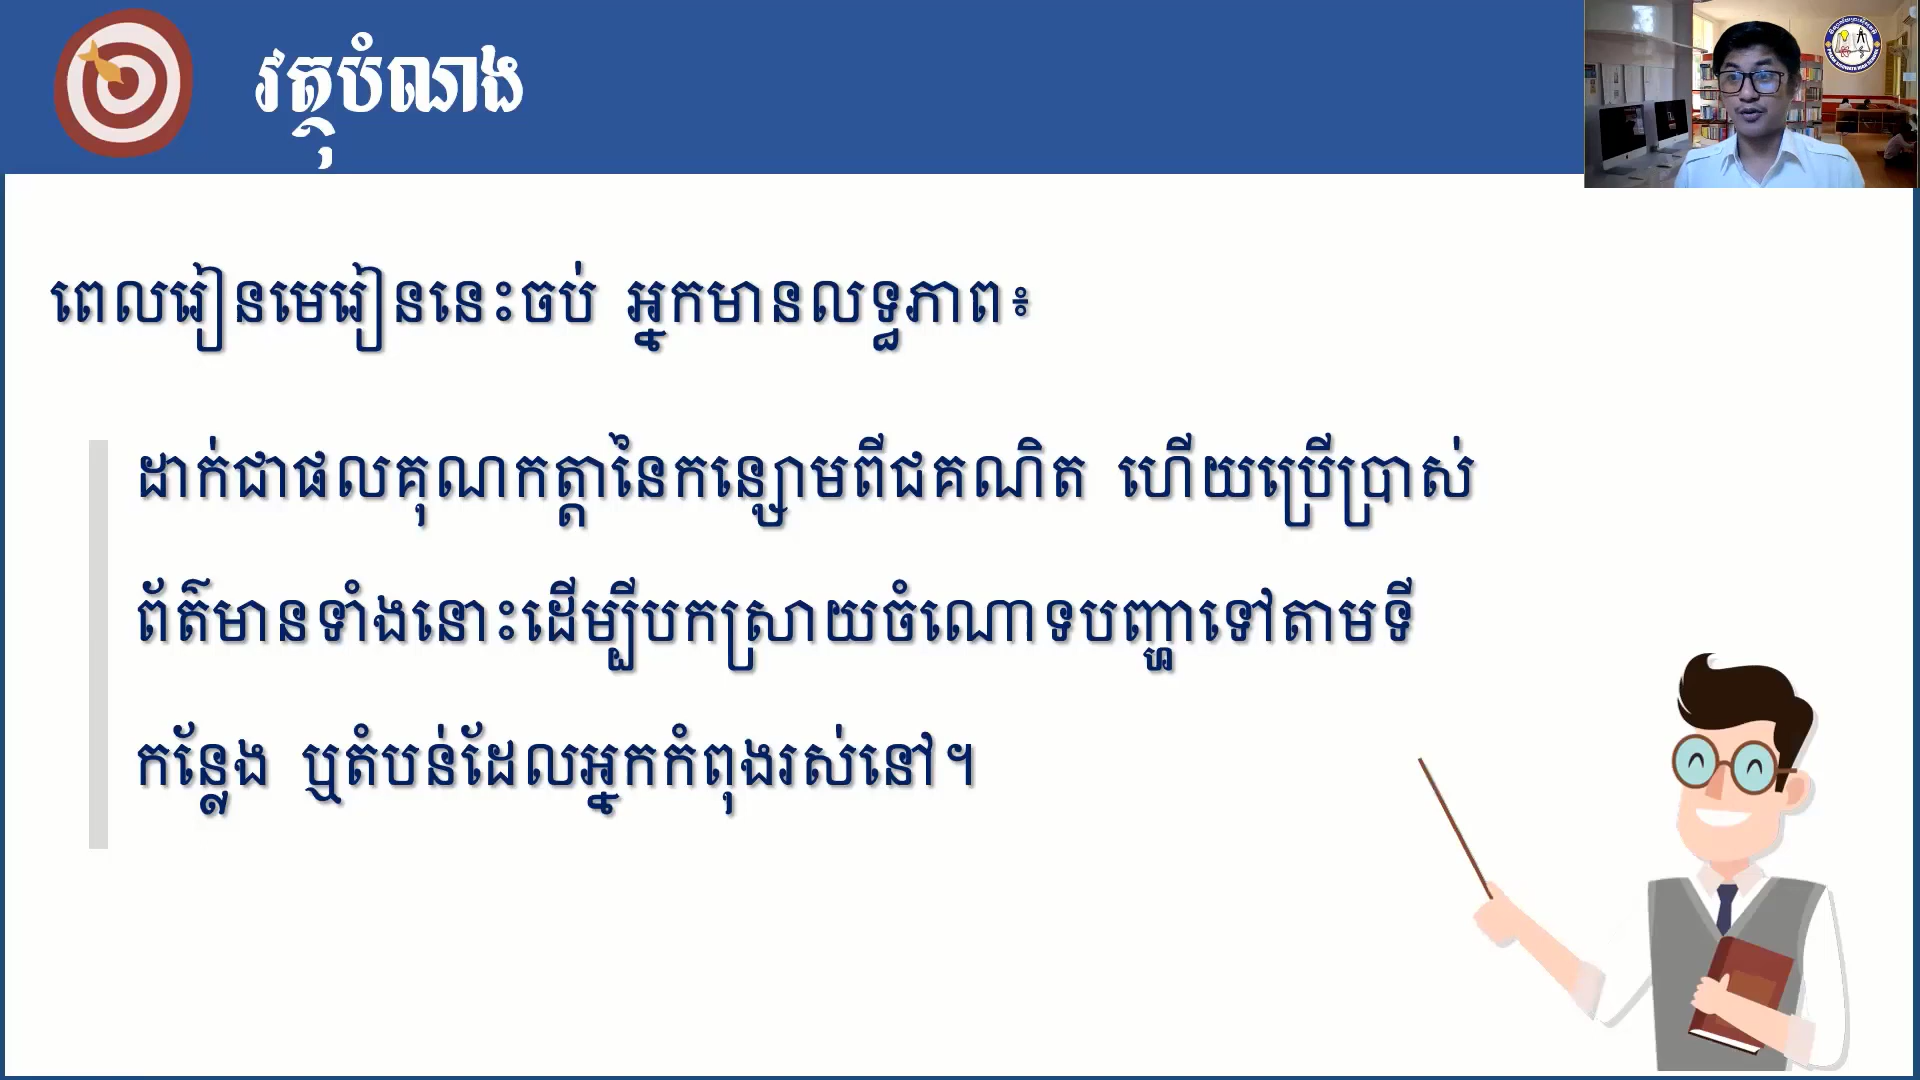 វត្ថុបំណង
ពេលរៀនមេរៀននេះចប់ អ្នកមានលទ្ធភាព៖
ដាក់ជាផលគុណកត្តានៃកន្សោមពីជគណិត ហើយប្រើប្រាស់
ព័ត៌មានទាំងនោះដើម្បីបកស្រាយចំណោទបញ្ហាទៅតាមទី
កន្លែង ឬតំបន់ដែលអ្នកកំពុងរស់នៅ។